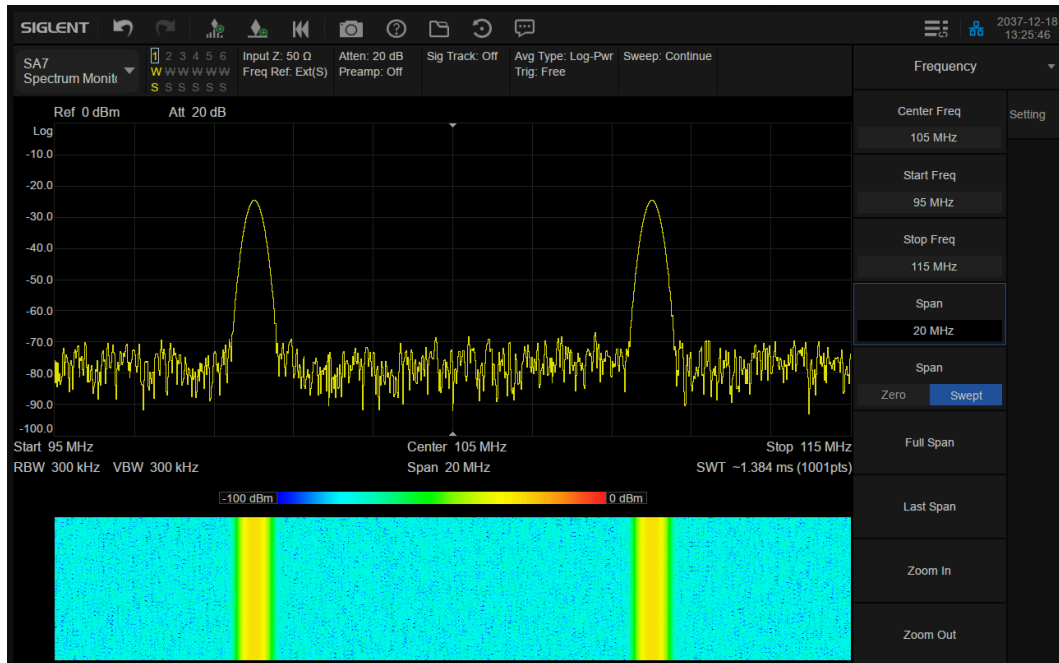 SIGLENT
2037-12-18
13:25:46
SA7
Spectrum Monito
1 2 3 4 5 6
W W W W W W
S S S S S S
Input Z: 50 Ω
Freq Ref: Ext(S)
Atten: 20 dB
Preamp: Off
Sig Track: Off
Avg Type: Log-Pwr
Trig: Free
Sweep: Continue
Frequency
Setting
Ref 0 dBm Att 20 dB
Log
-10.0
-20.0
-30.0
-40.0
-50.0
-60.0
-70.0
-80.0
-90.0
-100.0
Start 95 MHz Center 105 MHz Stop 115 MHz
RBW 300 kHz VBW 300 kHz Span 20 MHz SWT ~1.384 ms (1001pts)
-100 dBm 0 dBm
Center Freq
105 MHz
Start Freq
95 MHz
Stop Freq
115 MHz
Span
20 MHz
Span
Zero Swept
Full Span
Last Span
Zoom In
Zoom Out